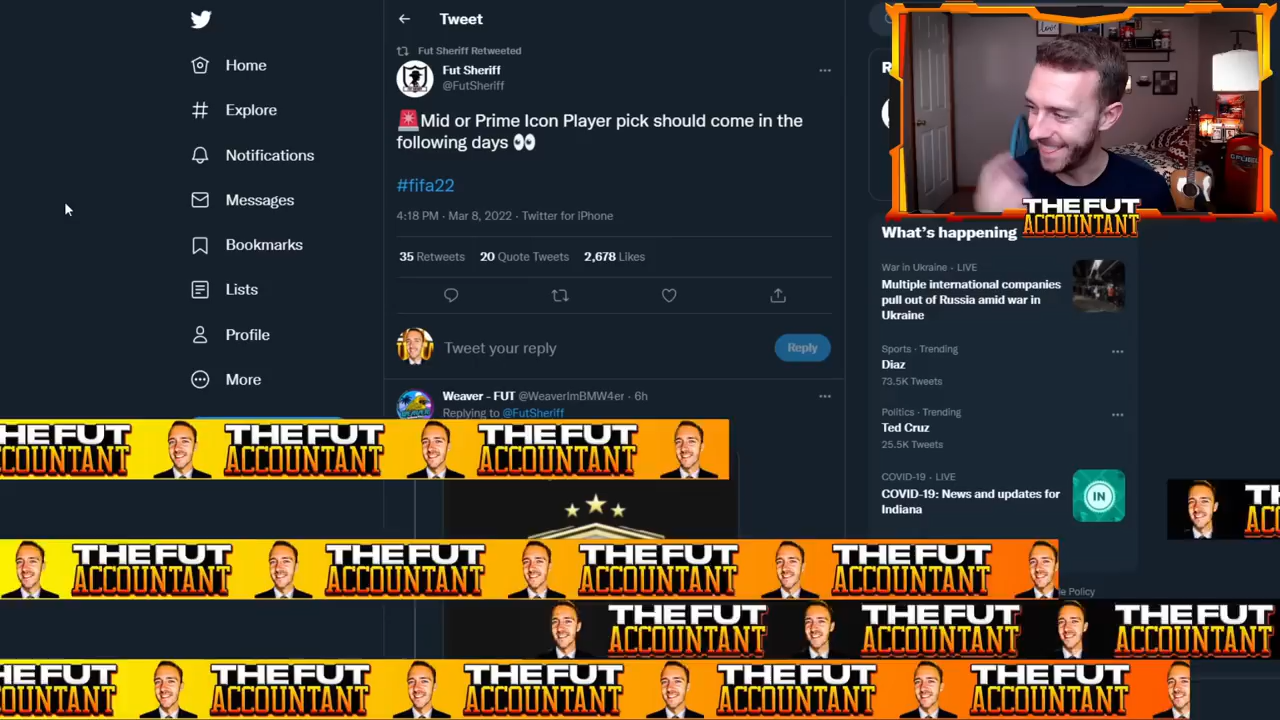 Tweet
Fut Sheriff Retweeted
Fut Sheriff
@FutSheriff
🚨Mid or Prime Icon Player pick should come in the
following days 👀
#fifa22
4:18 PM · Mar 8, 2022 · Twitter for iPhone
35 Retweets 20 Quote Tweets 2,678 Likes
Tweet your reply
Reply
Weaver - FUT @WeaverImBMW4er · 6h
Replying to @FutSheriff
Home
Explore
Notifications
Messages
Bookmarks
Lists
Profile
More
R
THE FUT
ACCOUNTANT
What's happening
War in Ukraine · LIVE
Multiple international companies
pull out of Russia amid war in
Ukraine
Sports · Trending
Diaz
73.5K Tweets
Politics · Trending
Ted Cruz
25.5K Tweets
COVID-19 · LIVE
COVID-19: News and updates for
Indiana
IN
e Policy
HE FUT THE FUT THE FUT
COUNTANT ACCOUNTANT ACCOUNTANT
TH
ACCO
THE FUT THE FUT THE FUT THE FUT
ACCOUNTANT ACCOUNTANT ACCOUNTANT ACCOUNTANT
THE FUT THE FUT THE FUT
ACCOUNTANT ACCOUNTANT ACCOUNTANT
HE FUT THE FUT THE FUT THE FUT THE FUT
COUNTANT ACCOUNTANT ACCOUNTANT ACCOUNTANT ACCOUNTANT